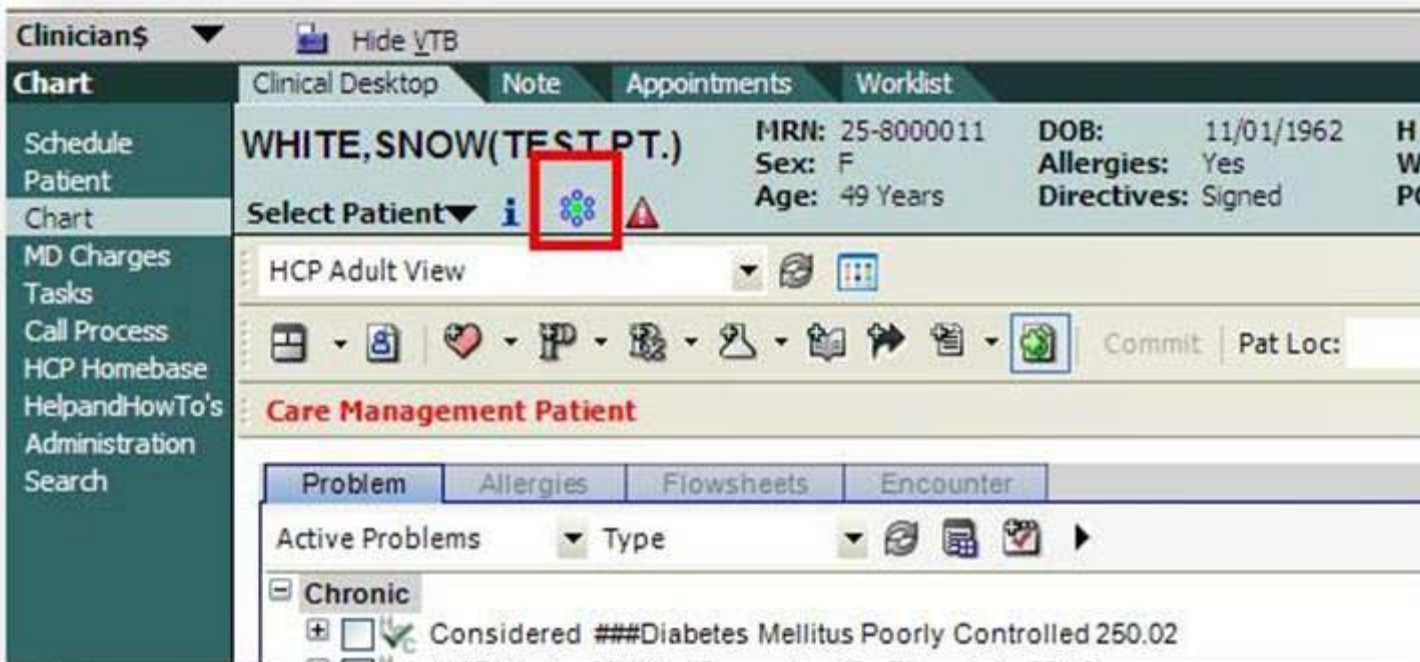 Clinician$ Hide VTB
Chart Clinical Desktop Note Appointments Worklist
Schedule
Patient
Chart
MD Charges
Tasks
Call Process
HCP Homebase
HelpandHowTo's
Administration
Search
WHITE,SNOW(TEST PT.)
MRN: 25-8000011 DOB: 11/01/1962 H
Sex: F Allergies: Yes W
Age: 49 Years Directives: Signed
Select Patient
HCP Adult View
Commit Pat Loc:
Care Management Patient
Problem Allergies Flowsheets Encounter
Active Problems Type
Chronic
Considered ###Diabetes Mellitus Poorly Controlled 250.02